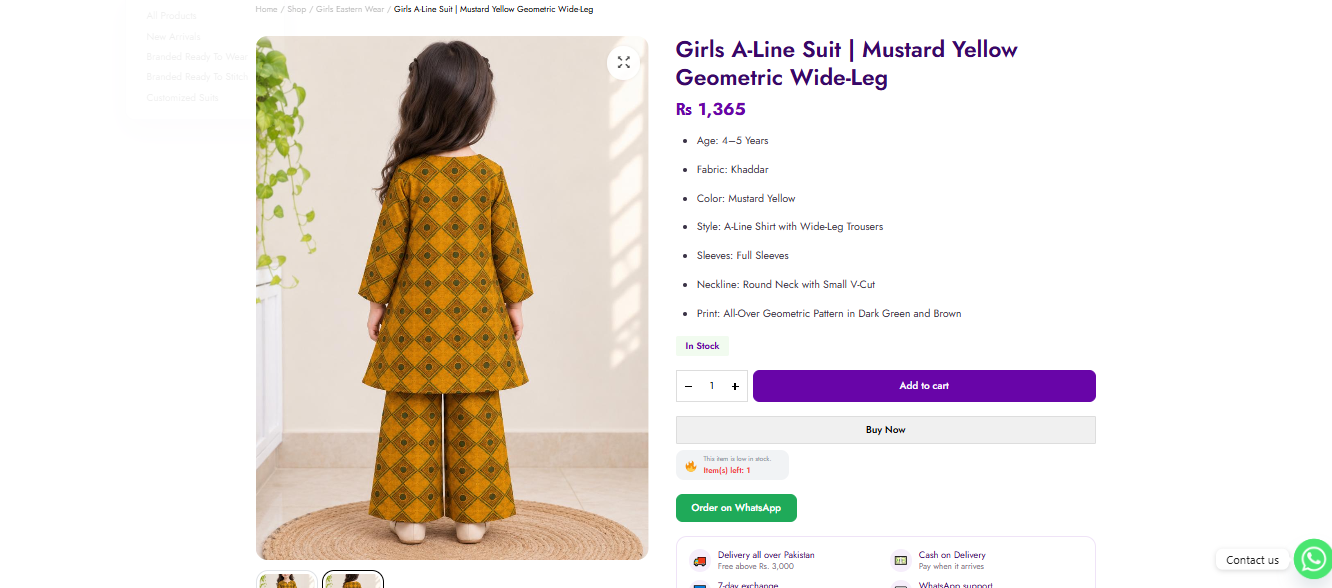 Home / Shop / Girls Eastern Wear / Girls A-Line Suit | Mustard Yellow Geometric Wide-Leg
All Products
New Arrivals
Branded Ready To Wear
Branded Ready To Stitch
Customized Suits
Girls A-Line Suit | Mustard Yellow
Geometric Wide-Leg
₨ 1,365
Age: 4–5 Years
Fabric: Khaddar
Color: Mustard Yellow
Style: A-Line Shirt with Wide-Leg Trousers
Sleeves: Full Sleeves
Neckline: Round Neck with Small V-Cut
Print: All-Over Geometric Pattern in Dark Green and Brown
In Stock
− 1 +
Add to cart
Buy Now
This item is low in stock.
Item(s) left: 1
Order on WhatsApp
Delivery all over Pakistan
Free above Rs. 3,000
Cash on Delivery
Pay when it arrives
7-day exchange
WhatsApp support
Contact us